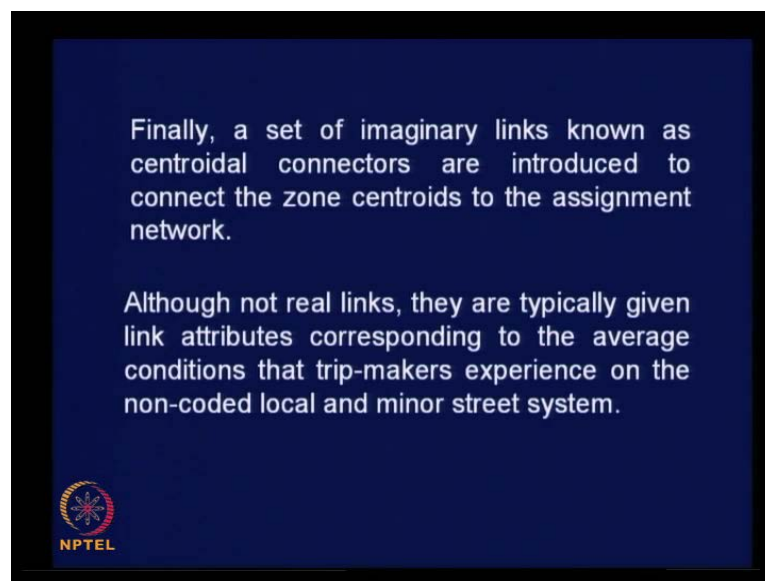 Finally, a set of imaginary links known as
centroidal connectors are introduced to
connect the zone centroids to the assignment
network.
Although not real links, they are typically given
link attributes corresponding to the average
conditions that trip-makers experience on the
non-coded local and minor street system.
NPTEL